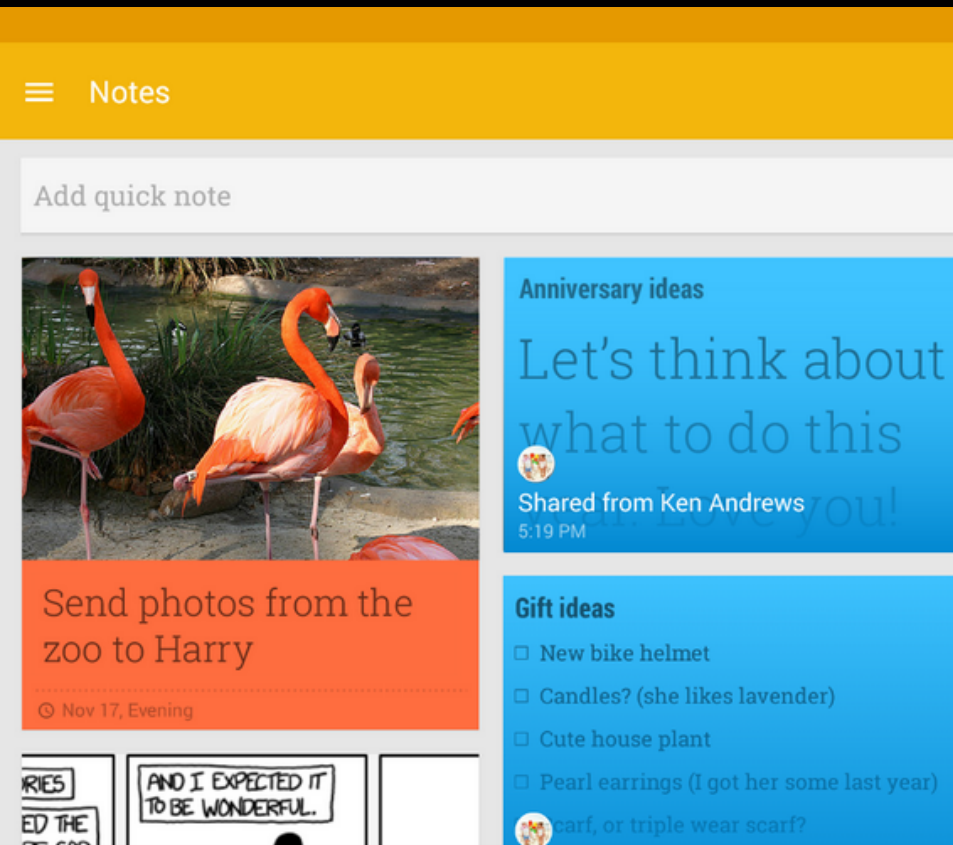 Notes
Add quick note
Send photos from the
zoo to Harry
Nov 17, Evening
ED THE
AND I EXPECTED IT
TO BE WONDERFUL.
Anniversary ideas
Let's think about
what to do this
Love you!
Shared from Ken Andrews
5:19 PM
Gift ideas
New bike helmet
Candles? (she likes lavender)
Cute house plant
Pearl earrings (I got her some last year)
carf, or triple wear scarf?